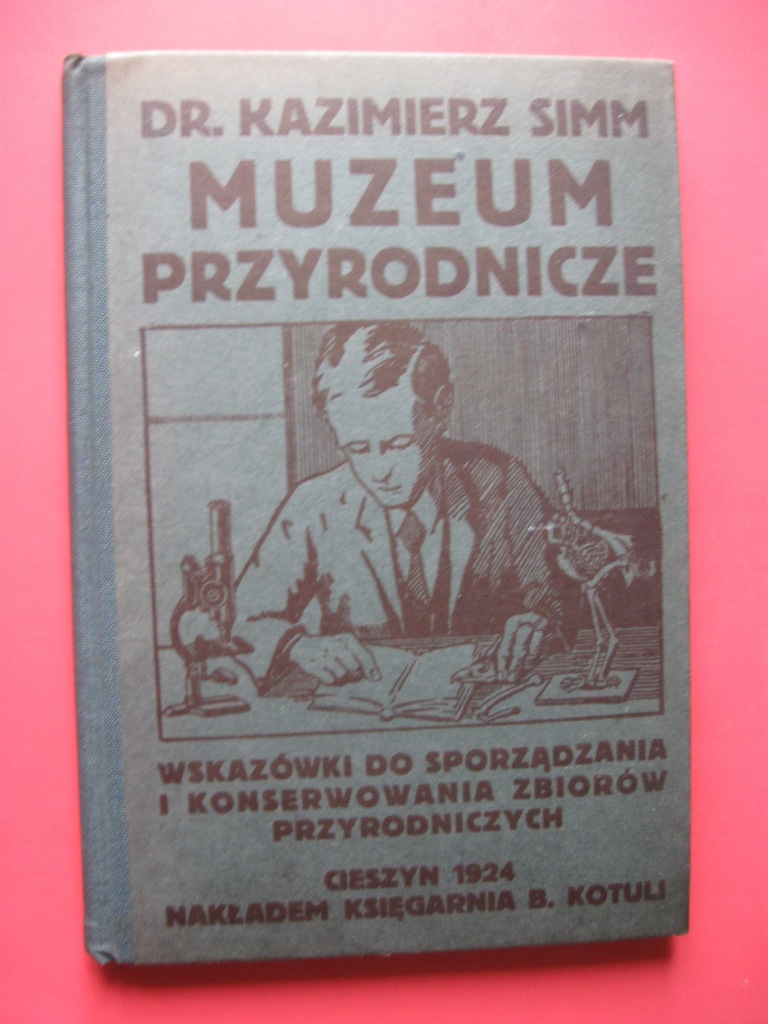 DR. KAZIMIERZ SIMM
MUZEUM
PRZYRODNICZE
WSKAZÓWKI DO SPORZĄDZANIA
I KONSERWOWANIA ZBIORÓW
PRZYRODNICZYCH
CIESZYN 1924
NAKŁADEM KSIĘGARNIA B. KOTULI